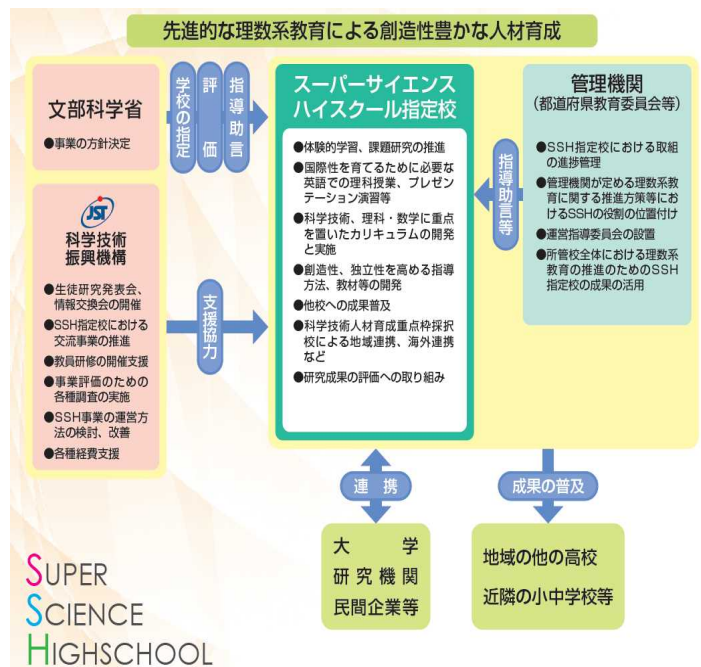 先進的な理数系教育による創造性豊かな人材育成
文部科学省
●事業の方針決定
学校の指定
評価
指導助言
JST
科学技術
振興機構
●生徒研究発表会、
情報交換会の開催
●SSH指定校における
交流事業の推進
●教員研修の開催支援
●事業評価のための
各種調査の実施
●SSH事業の運営方
法の検討、改善
●各種経費支援
支援協力
スーパーサイエンス
ハイスクール指定校
●体験的学習、課題研究の推進
●国際性を育てるために必要な
英語での理科授業、プレゼン
テーション演習等
●科学技術、理科・数学に重点
を置いたカリキュラムの開発
と実施
●創造性、独立性を高める指導
方法、教材等の開発
●他校への成果普及
●科学技術人材育成重点枠採択
校による地域連携、海外連携
など
●研究成果の評価への取り組み
指導助言等
管理機関
(都道府県教育委員会等)
●SSH指定校における取組
の進捗管理
●管理機関が定める理数系教
育に関する推進方策等にお
けるSSHの役割の位置付け
●運営指導委員会の設置
●所管校全体における理数系
教育の推進のためのSSH
指定校の成果の活用
連携
大学
研究機関
民間企業等
成果の普及
地域の他の高校
近隣の小中学校等
SUPER
SCIENCE
HIGHSCHOOL